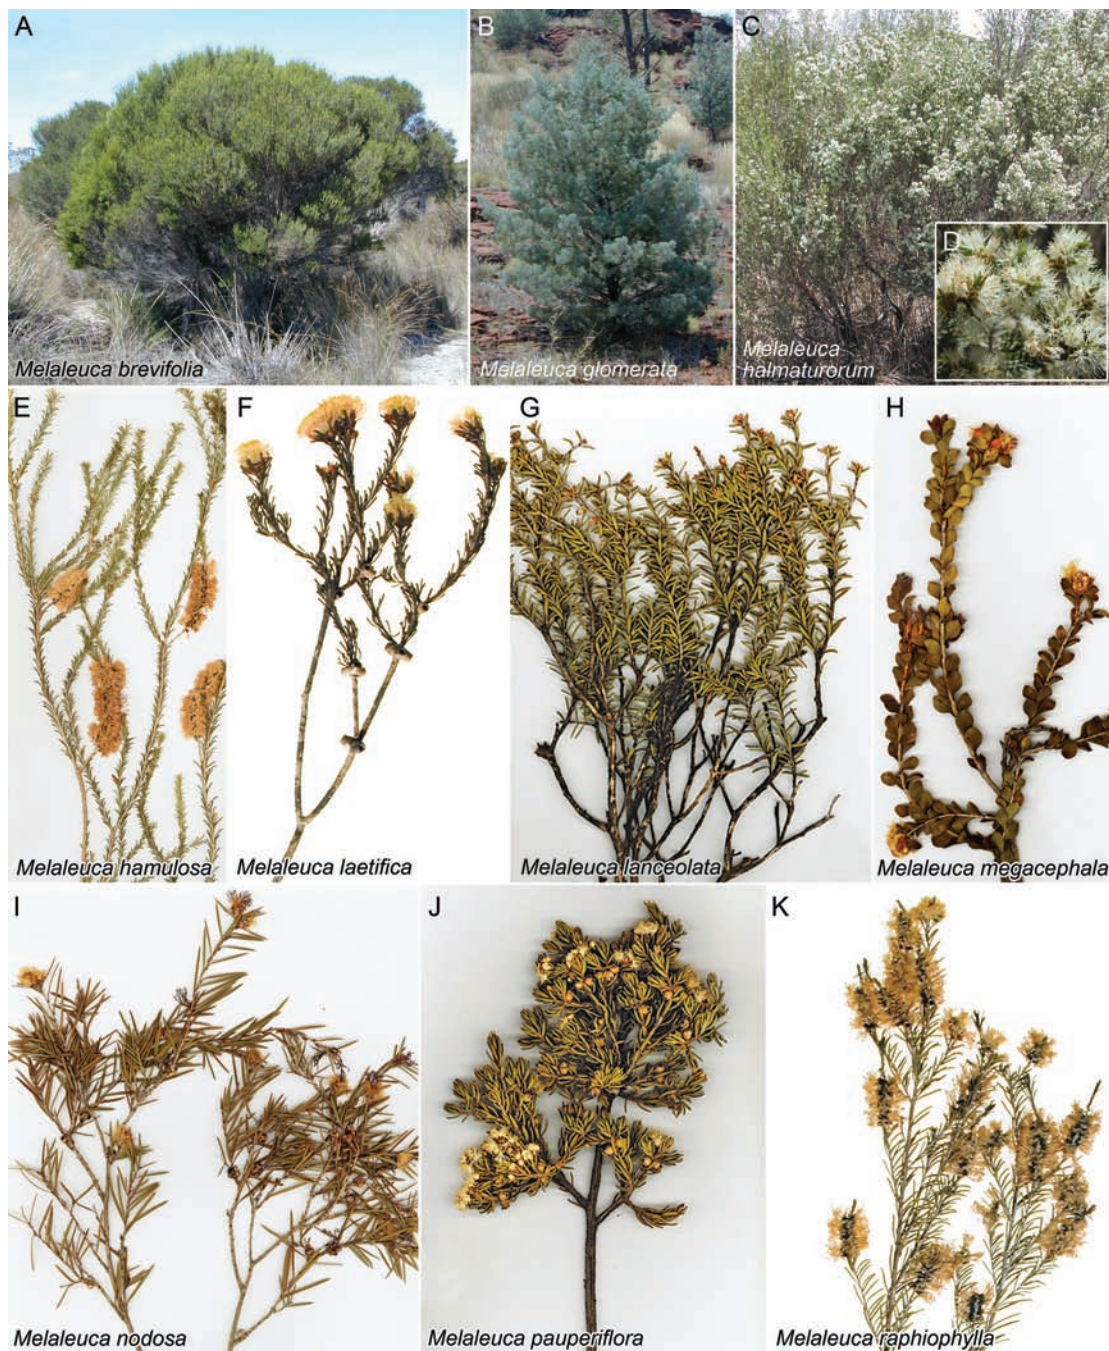 A
B
C
D
Melaleuca brevifolia
Melaleuca glomerata
Melaleuca
halmaturorum
E
F
G
H
Melaleuca hamulosa
Melaleuca laetifica
Melaleuca lanceolata
Melaleuca megacephala
I
J
K
Melaleuca nodosa
Melaleuca pauperiflora
Melaleuca raphiophylla